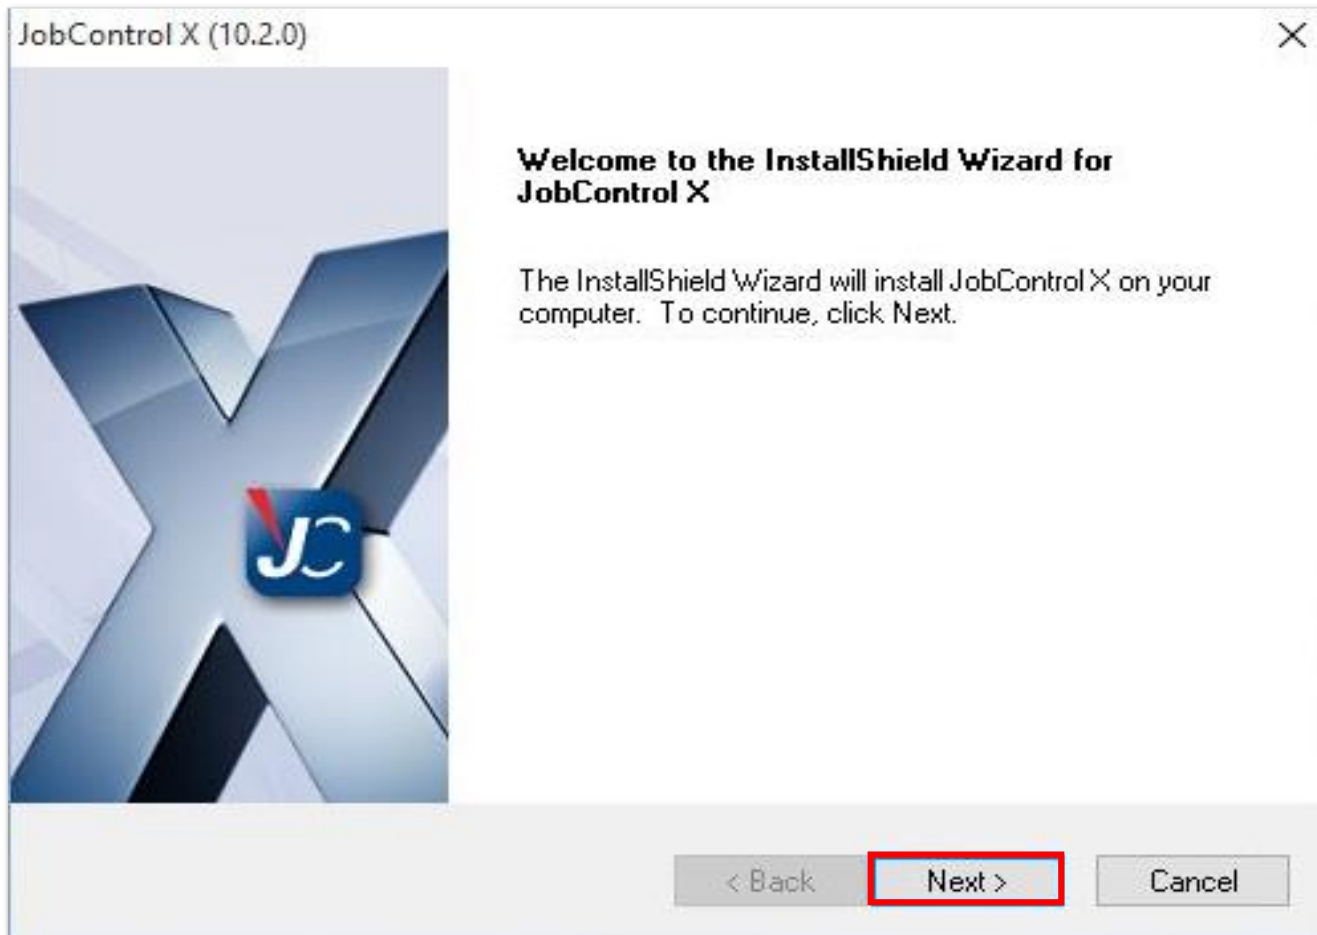 JobControl X (10.2.0)
Welcome to the InstallShield Wizard for
JobControl X
The InstallShield Wizard will install JobControl X on your
computer. To continue, click Next.
JC
< Back
Next >
Cancel